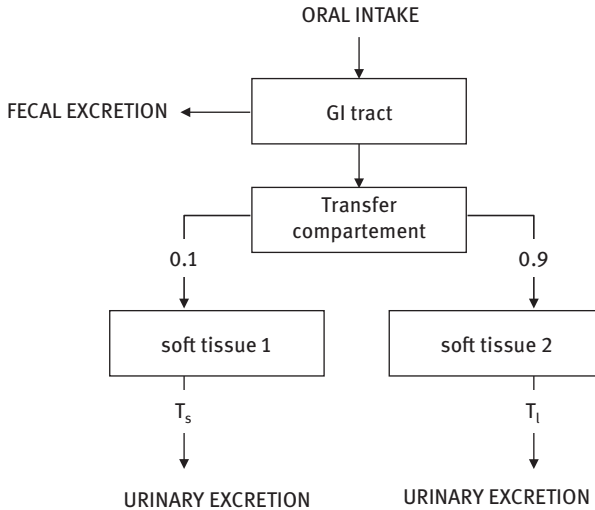 ORAL INTAKE
FECAL EXCRETION
GI tract
Transfer
compartement
0.1
0.9
soft tissue 1
soft tissue 2
Ts
Tl
URINARY EXCRETION
URINARY EXCRETION